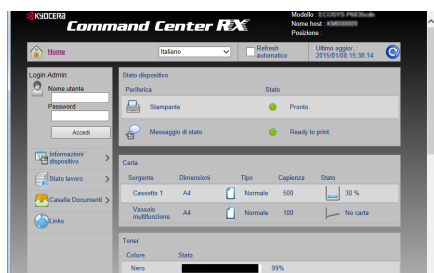 KYOCERA
Command Center RX
Modello : ECOSYS
Nome host :
Posizione :
Home
Italiano
Refresh
automatico
Ultimo aggior.
2015/01/08 15:38:14
Login Admin
Nome utente
Password
Accedi
Informazioni
dispositivo
Stato lavoro
Casella Documenti
Links
Stato dispositivo
Periferica Stato
Stampante Pronto.
Messaggio di stato Ready to print.
Carta
Sorgente Dimensioni Tipo Capienza Stato
Cassetto 1 A4 Normale 500 30 %
Vassoio
multifunzione A4 Normale 100 No carta
Toner
Colore Stato
Nero 99%